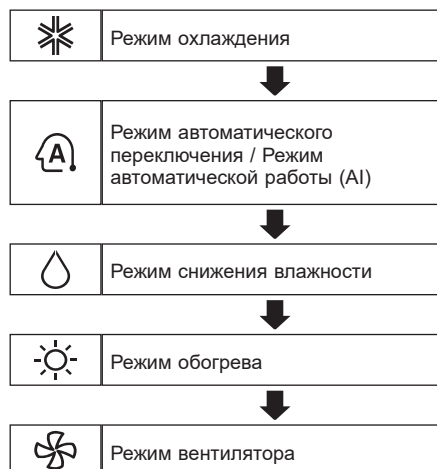 Режим охлаждения
A
Режим автоматического
переключения / Режим
автоматической работы (AI)
Режим снижения влажности
Режим обогрева
Режим вентилятора